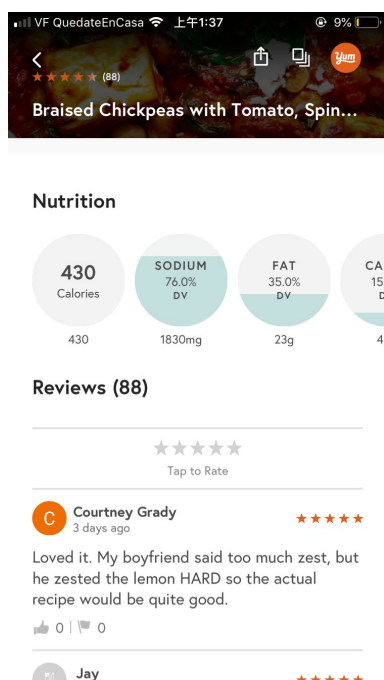 VF QuedateEnCasa 上午1:37 9%
Yum
(88)
Braised Chickpeas with Tomato, Spin...
Nutrition
430
Calories
430
SODIUM
76.0%
DV
1830mg
FAT
35.0%
DV
23g
CA
15
D
4
Reviews (88)
Tap to Rate
C
Courtney Grady
3 days ago
Loved it. My boyfriend said too much zest, but
he zested the lemon HARD so the actual
recipe would be quite good.
0 | 0
Jay